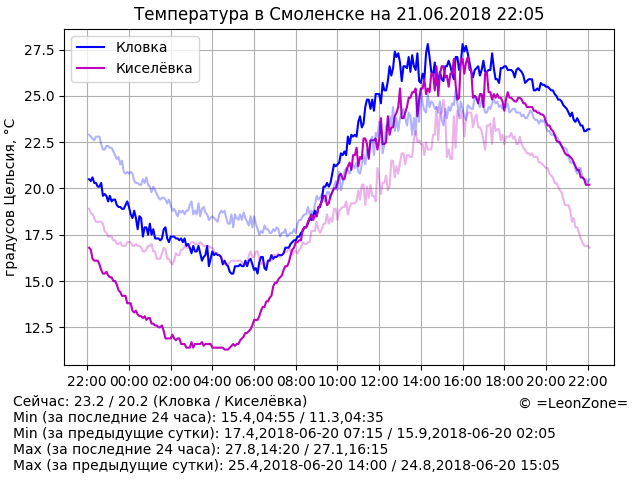 Температура в Смоленске на 21.06.2018 22:05
градусов Цельсия, °C
27.5
25.0
22.5
20.0
17.5
15.0
12.5
Кловка
Киселёвка
22:00 00:00 02:00 04:00 06:00 08:00 10:00 12:00 14:00 16:00 18:00 20:00 22:00
Сейчас: 23.2 / 20.2 (Кловка / Киселёвка)
© =LeonZone=
Min (за последние 24 часа): 15.4,04:55 / 11.3,04:35
Min (за предыдущие сутки): 17.4,2018-06-20 07:15 / 15.9,2018-06-20 02:05
Max (за последние 24 часа): 27.8,14:20 / 27.1,16:15
Max (за предыдущие сутки): 25.4,2018-06-20 14:00 / 24.8,2018-06-20 15:05